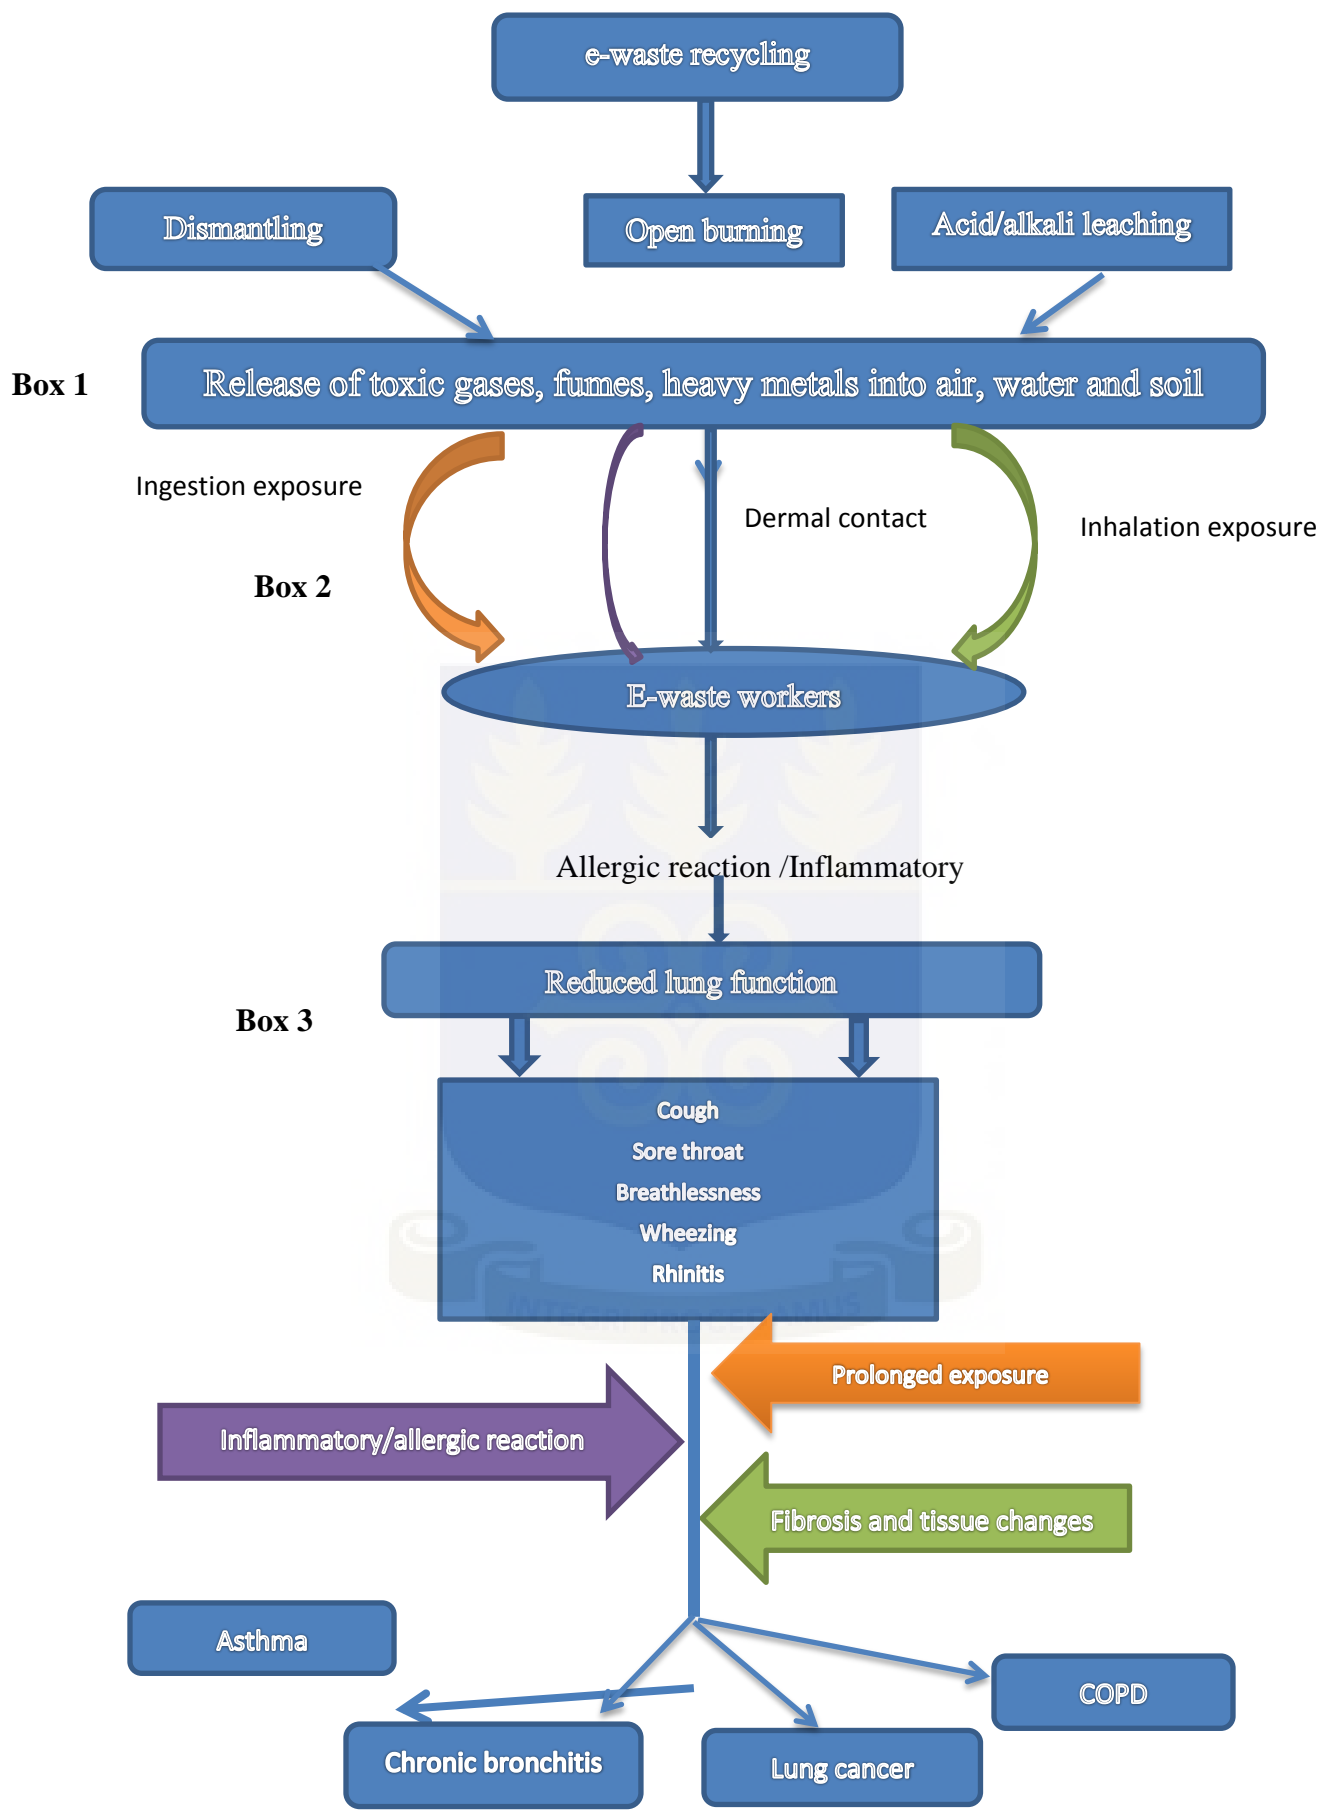 e-waste recycling
Dismantling
Open burning
Acid/alkali leaching
Box 1
Release of toxic gases, fumes, heavy metals into air, water and soil
Ingestion exposure
Dermal contact
Inhalation exposure
Box 2
E-waste workers
Allergic reaction /Inflammatory
Reduced lung function
Box 3
Cough
Sore throat
Breathlessness
Wheezing
Rhinitis
INTEGRI PROCEDAMUS
Prolonged exposure
Inflammatory/allergic reaction
Fibrosis and tissue changes
Asthma
COPD
Chronic bronchitis
Lung cancer